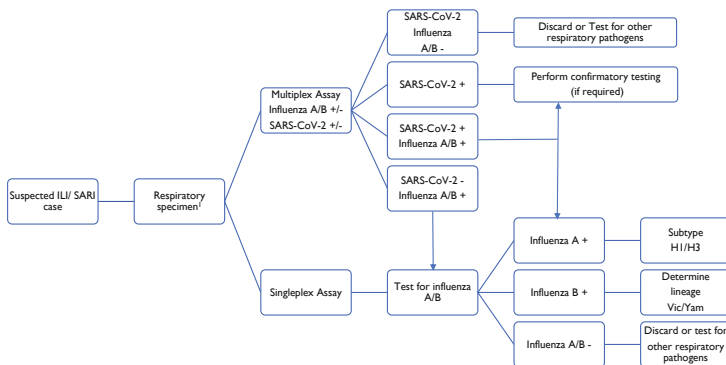 SARS-CoV-2
Influenza
A/B -
Discard or Test for other
respiratory pathogens
Multiplex Assay
Influenza A/B +/-
SARS-CoV-2 +/-
SARS-CoV-2 +
Perform confirmatory testing
(if required)
SARS-CoV-2 +
Influenza A/B +
SARS-CoV-2 -
Influenza A/B +
Suspected ILI/ SARI
case
Respiratory
specimen¹
Influenza A +
Subtype
H1/H3
Singleplex Assay
Test for influenza
A/B
Influenza B +
Determine
lineage
Vic/Yam
Influenza A/B -
Discard or test for
other respiratory
pathogens